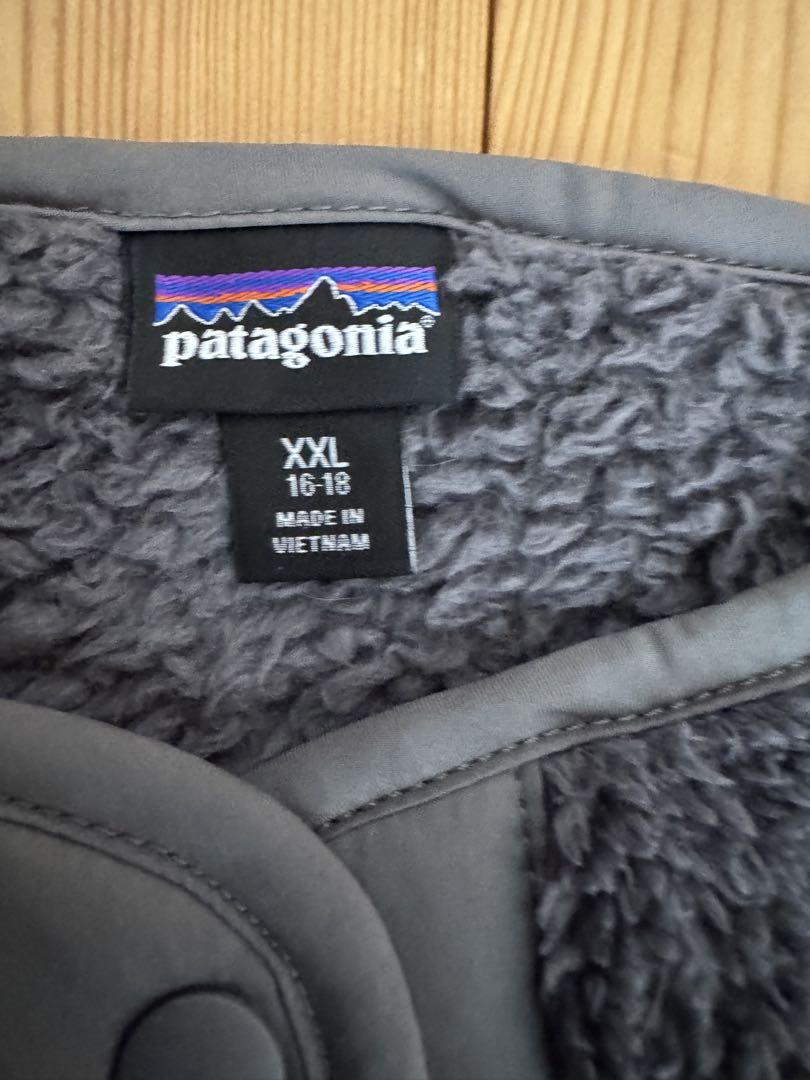 patagonia®
XXL
16-18
MADE IN
VIETNAM